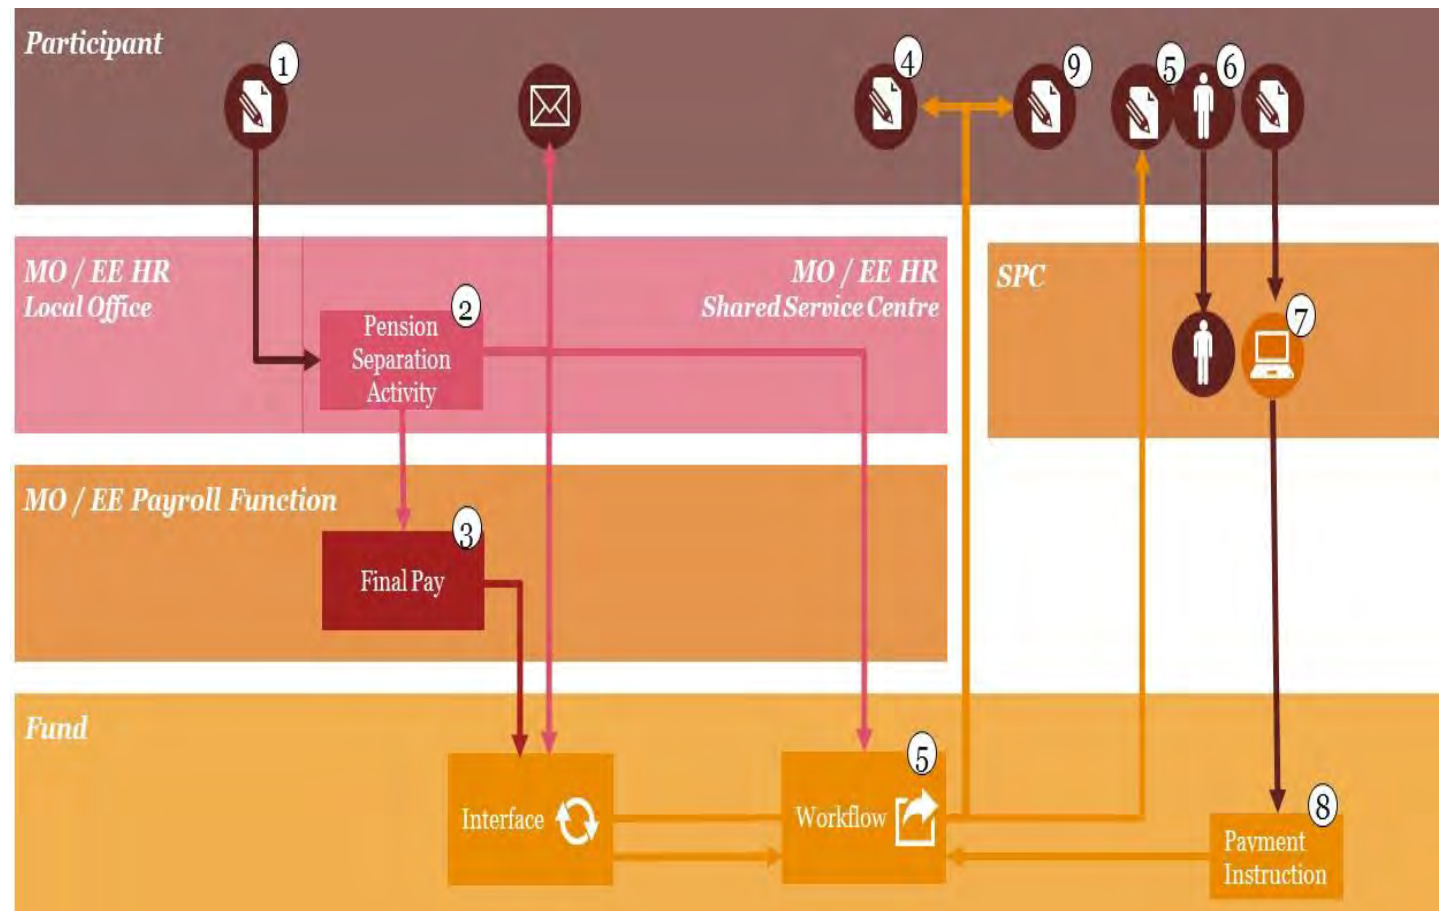 Participant
1
4
9
5
6
MO / EE HR
Local Office
MO / EE HR
Shared Service Centre
SPC
2
Pension
Separation
Activity
7
MO / EE Payroll Function
3
Final Pay
Fund
5
Interface
Workflow
8
Payment
Instruction